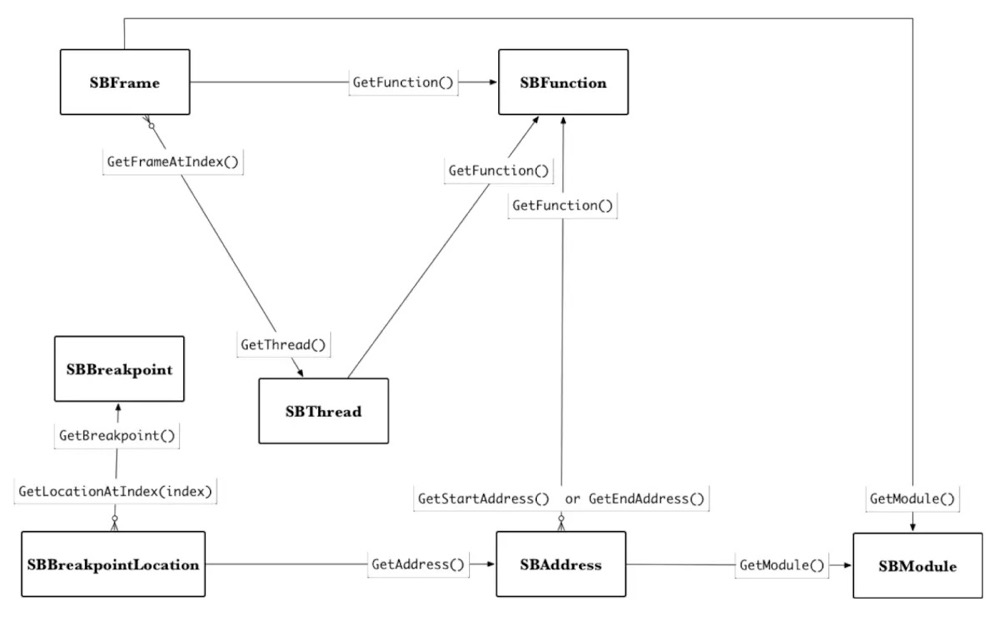 SBFrame
GetFunction()
SBFunction
GetFrameAtIndex()
GetFunction()
GetFunction()
GetThread()
SBBreakpoint
SBThread
GetBreakpoint()
GetLocationAtIndex(index)
GetStartAddress() or GetEndAddress()
GetModule()
SBBreakpointLocation
GetAddress()
SBAddress
GetModule()
SBModule